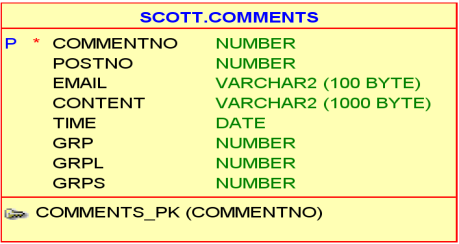 SCOTT.COMMENTS
P * COMMENTNO NUMBER
POSTNO NUMBER
EMAIL VARCHAR2 (100 BYTE)
CONTENT VARCHAR2 (1000 BYTE)
TIME DATE
GRP NUMBER
GRPL NUMBER
GRPS NUMBER
COMMENTS_PK (COMMENTNO)